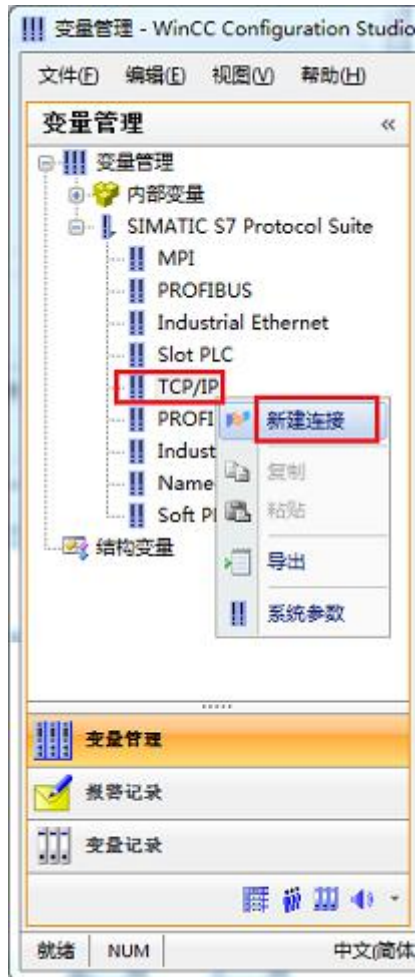 变量管理 - WinCC Configuration Studio
文件(F) 编辑(E) 视图(V) 帮助(H)
变量管理 «
变量管理
内部变量
SIMATIC S7 Protocol Suite
MPI
PROFIBUS
Industrial Ethernet
Slot PLC
TCP/IP
PROFI
Indust
Name
Soft Pl
结构变量
新建连接
复制
粘贴
导出
系统参数
变量管理
报警记录
变量记录
就绪 NUM 中文(简体